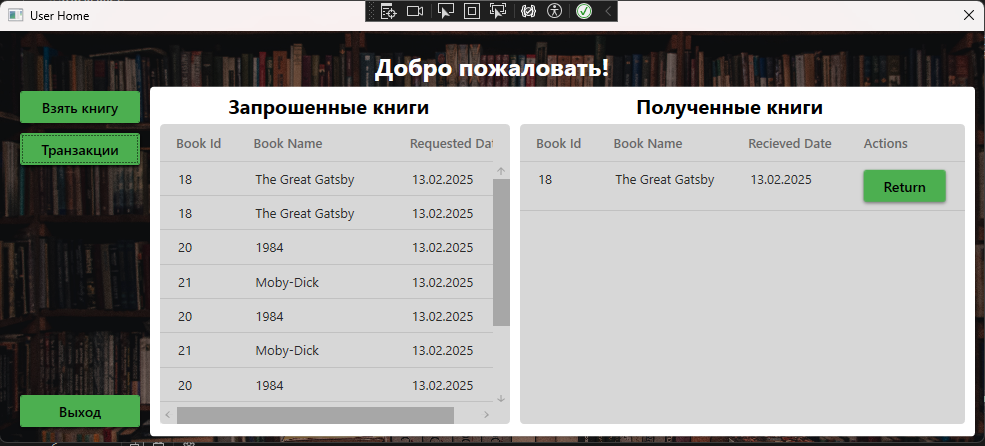 User Home
Добро пожаловать!
Взять книгу
Транзакции
Выход
Запрошенные книги
Book Id Book Name Requested Dat
18 The Great Gatsby 13.02.2025
18 The Great Gatsby 13.02.2025
20 1984 13.02.2025
21 Moby-Dick 13.02.2025
20 1984 13.02.2025
21 Moby-Dick 13.02.2025
20 1984 13.02.2025
Полученные книги
Book Id Book Name Recieved Date Actions
18 The Great Gatsby 13.02.2025 Return